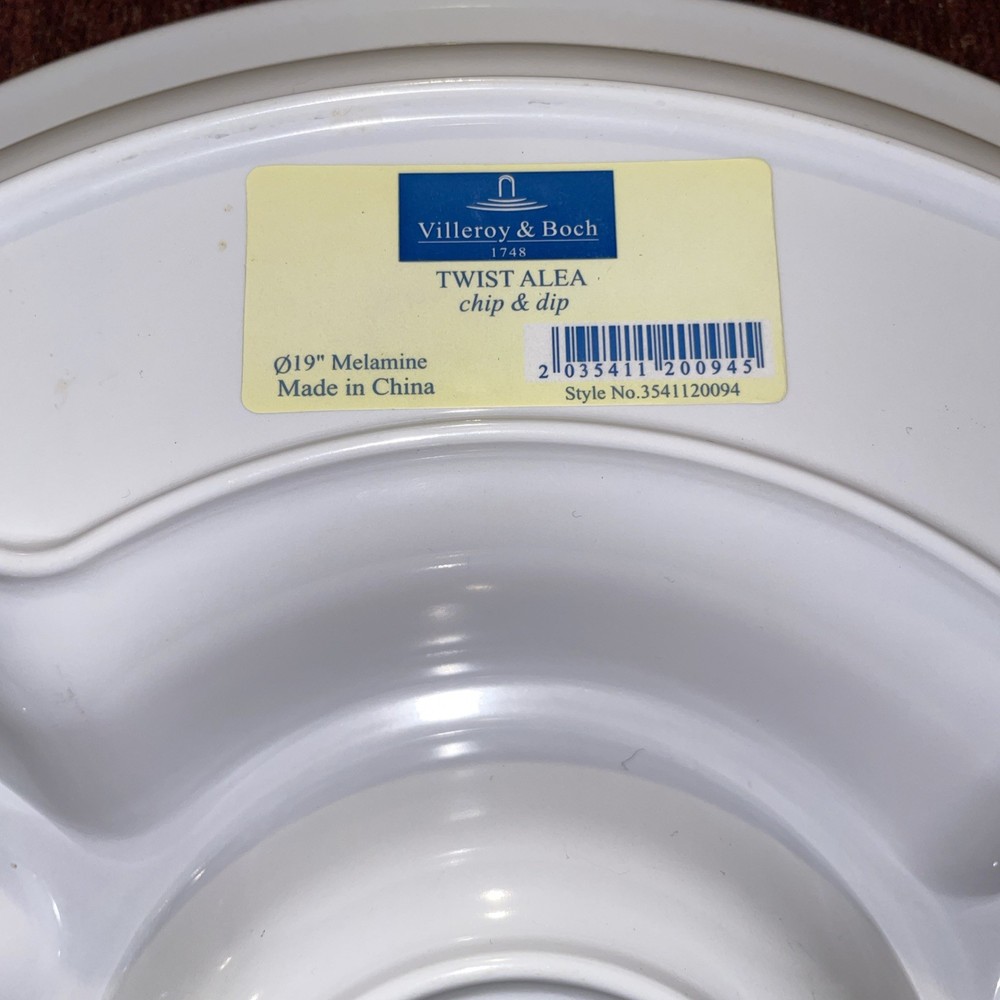 Villeroy & Boch
1748
TWIST ALEA
chip & dip
Ø19" Melamine
Made in China
2 035411 200945
Style No.3541120094